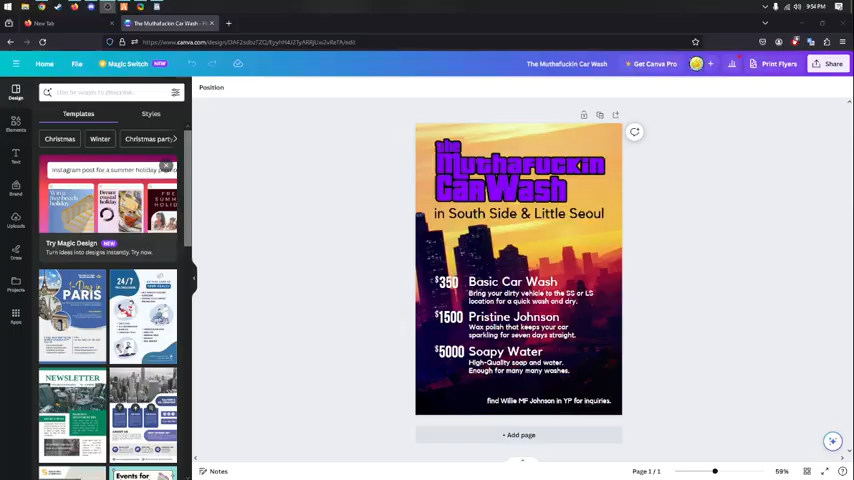 9:54 PM
New Tab
The Muthafuckin Car Wash - Fl
Home
File
Magic Switch
NEW
The Muthafuckin Car Wash
Get Canva Pro
Print Flyers
Share
Position
Design
Elements
Text
Brand
Uploads
Draw
Projects
Apps
Templates
Styles
Christmas
Winter
Christmas party
Instagram post for a summer holiday promo
Try Magic Design NEW
Turn ideas into designs instantly. Try now.
PARIS
24/7
NEWSLETTER
ABOUT US
Events for
the
Muthafuckin
Car Wash
in South Side & Little Seoul
$350 Basic Car Wash
Bring your dirty vehicle to the SS or LS
location for a quick wash and dry.
$1500 Pristine Johnson
Wax polish that keeps your car
sparkling for seven days straight.
$5000 Soapy Water
High-Quality soap and water.
Enough for many many washes.
find Willie MF Johnson in YP for inquiries.
+ Add page
Notes
Page 1 / 1
59%